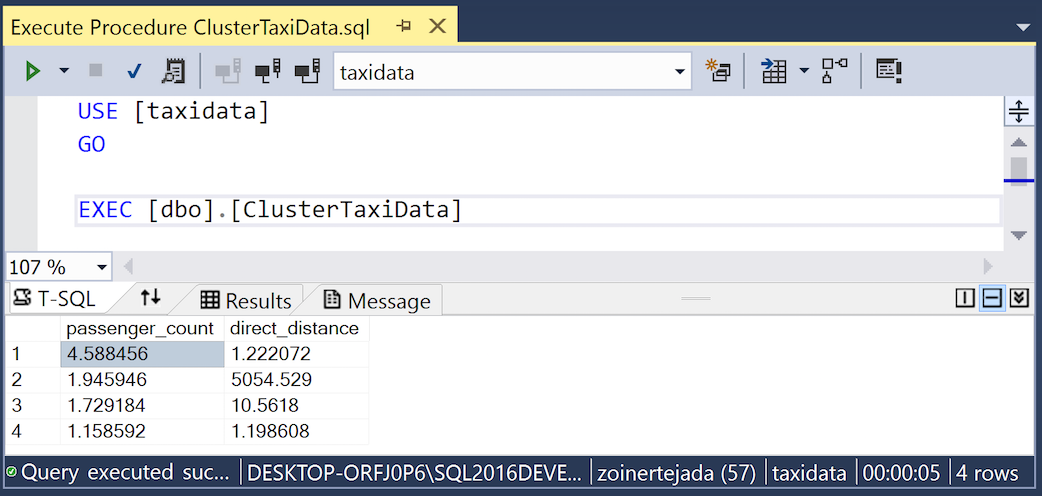 Execute Procedure ClusterTaxiData.sql
taxidata
USE [taxidata]
GO
EXEC [dbo].[ClusterTaxiData]
107 %
T-SQL Results Message
passenger_count direct_distance
1 4.588456 1.222072
2 1.945946 5054.529
3 1.729184 10.5618
4 1.158592 1.198608
Query executed suc... DESKTOP-ORFJ0P6\SQL2016DEVE... zoinertejada (57) taxidata 00:00:05 4 rows